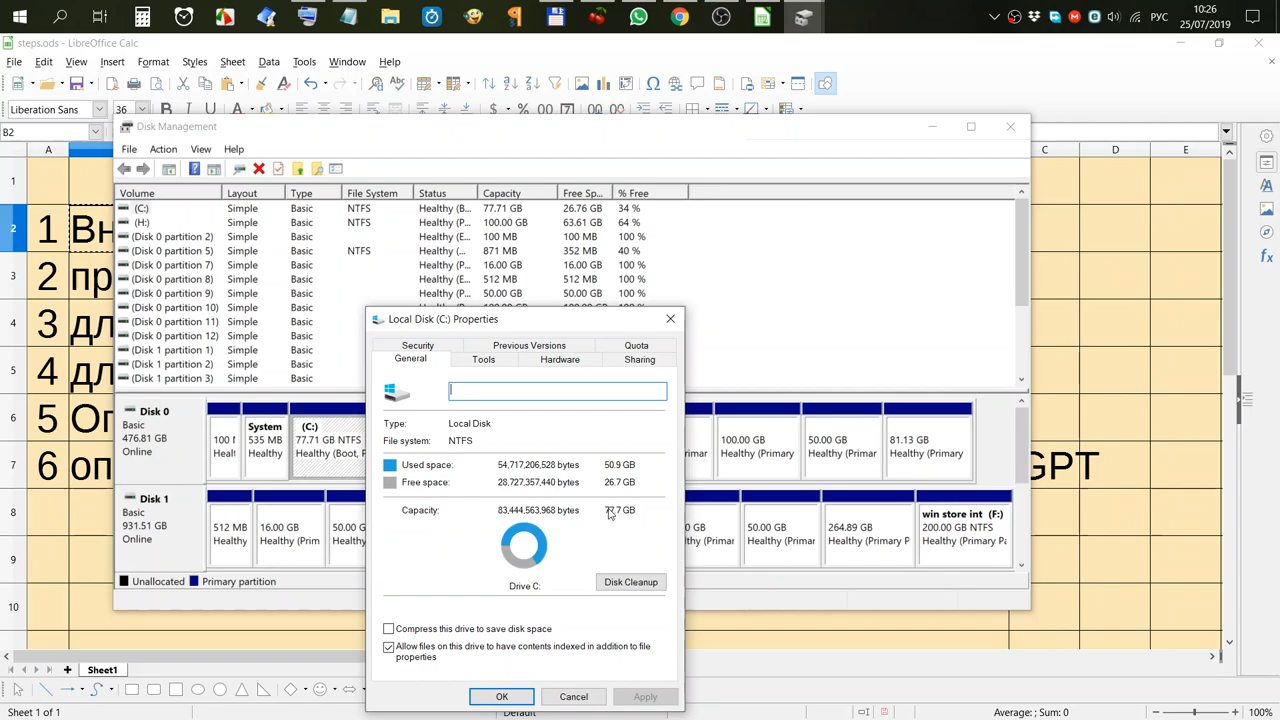 10:26
РУС
25/07/2019
steps.ods - LibreOffice Calc
File Edit View Insert Format Styles Sheet Data Tools Window Help
Liberation Sans 36
B2
A C D E
Disk Management
File Action View Help
Volume Layout Type File System Status Capacity Free Sp... % Free
(C:) Simple Basic NTFS Healthy (B... 77.71 GB 26.76 GB 34 %
(H:) Simple Basic NTFS Healthy (P... 100.00 GB 63.61 GB 64 %
(Disk 0 partition 2) Simple Basic Healthy (E... 100 MB 100 MB 100 %
(Disk 0 partition 5) Simple Basic NTFS Healthy (... 871 MB 352 MB 40 %
(Disk 0 partition 7) Simple Basic Healthy (P... 16.00 GB 16.00 GB 100 %
(Disk 0 partition 8) Simple Basic Healthy (E... 512 MB 512 MB 100 %
(Disk 0 partition 9) Simple Basic Healthy (P... 50.00 GB 50.00 GB 100 %
(Disk 0 partition 10) Simple Basic
(Disk 0 partition 11) Simple Basic
(Disk 0 partition 12) Simple Basic
(Disk 1 partition 1) Simple Basic
(Disk 1 partition 2) Simple Basic
(Disk 1 partition 3) Simple Basic
1
2 1 Вн
3 2 пр
4 3 дл
5 4 дл
6 5 Оп
7 6 оп GPT
8
9
10
Disk 0
Basic
476.81 GB
Online
System
535 MB
Healthy
(C:)
77.71 GB NTFS
Healthy (Boot,
100.00 GB
Healthy (Primary
50.00 GB
Healthy (Primar
81.13 GB
Healthy (Primary
Disk 1
Basic
931.51 GB
Online
512 MB
Healthy
16.00 GB
Healthy (Prim
50.00 GB
Healthy
50.00 GB
Healthy (Primar
264.89 GB
Healthy (Primary P
win store int (F:)
200.00 GB NTFS
Healthy (Primary Pa
Unallocated Primary partition
Local Disk (C:) Properties
Security Previous Versions Quota
General Tools Hardware Sharing
Type: Local Disk
File system: NTFS
Used space: 54,717,206,528 bytes 50.9 GB
Free space: 28,727,357,440 bytes 26.7 GB
Capacity: 83,444,563,968 bytes 77.7 GB
Drive C: Disk Cleanup
Compress this drive to save disk space
Allow files on this drive to have contents indexed in addition to file
properties
OK Cancel Apply
Sheet1
Sheet 1 of 1 Default Average: ; Sum: 0 100%